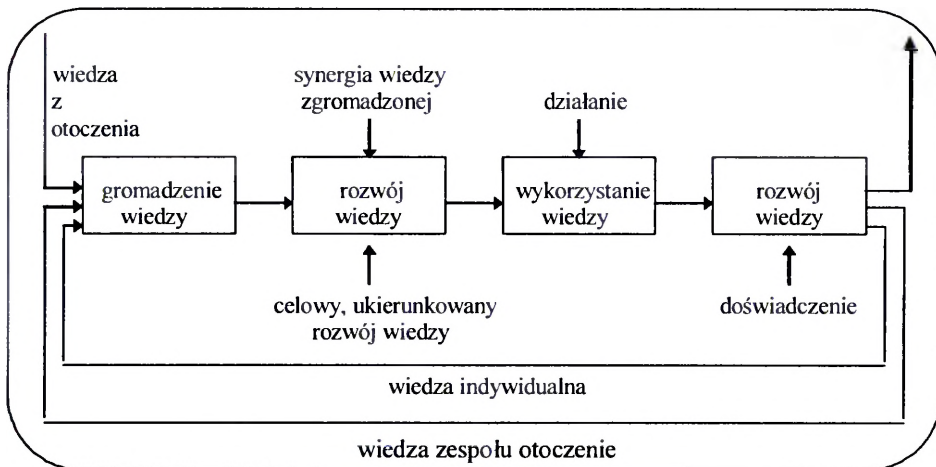 wiedza
z
otoczenia
synergia wiedzy
zgromadzonej
działanie
gromadzenie
wiedzy
rozwój
wiedzy
wykorzystanie
wiedzy
rozwój
wiedzy
celowy, ukierunkowany
rozwój wiedzy
doświadczenie
wiedza indywidualna
wiedza zespołu otoczenie